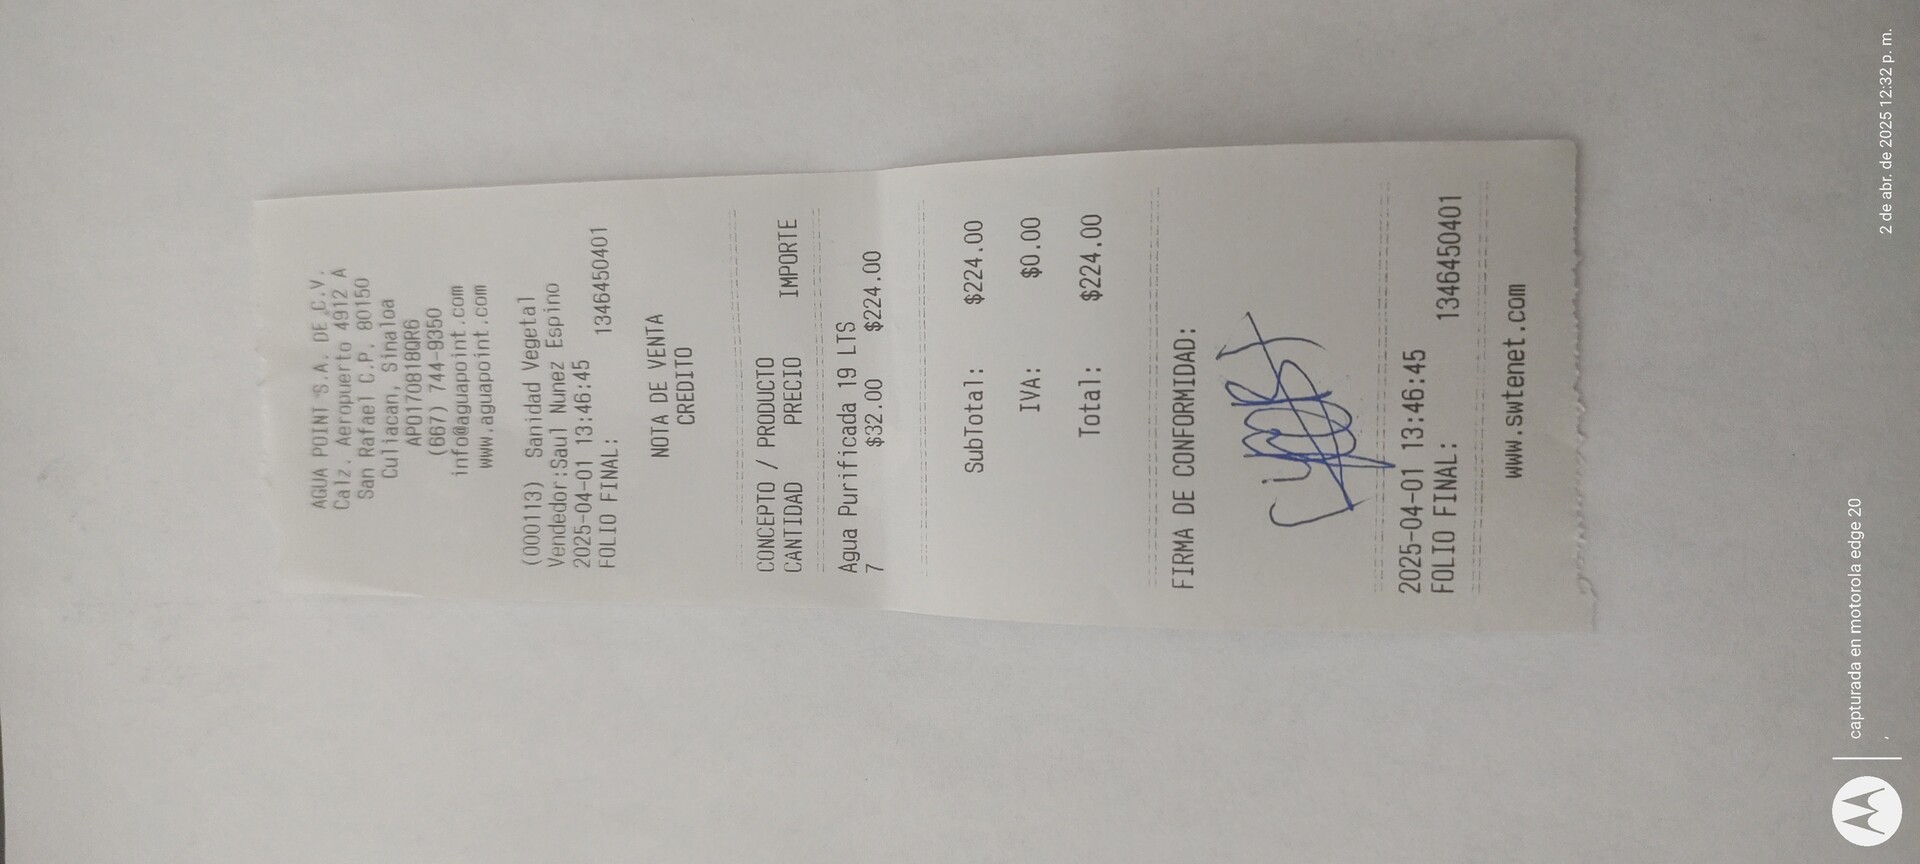 AGUA POINT S.A. DE C.V.
Calz. Aeropuerto 4912 A
San Rafael C.P. 80150
Culiacan, Sinaloa
APO170818QR6
(667) 744-9350
info@aguapoint.com
www.aguapoint.com
(000113) Sanidad Vegetal
Vendedor:Saul Nunez Espino
2025-04-01 13:46:45
FOLIO FINAL: 1346450401
NOTA DE VENTA
CREDITO
CONCEPTO / PRODUCTO
CANTIDAD PRECIO IMPORTE
Agua Purificada 19 LTS
7 $32.00 $224.00
SubTotal: $224.00
IVA: $0.00
Total: $224.00
FIRMA DE CONFORMIDAD:
2025-04-01 13:46:45
FOLIO FINAL: 1346450401
www.swtenet.com
capturada en motorola edge 20
2 de abr. de 2025 12:32 p. m.